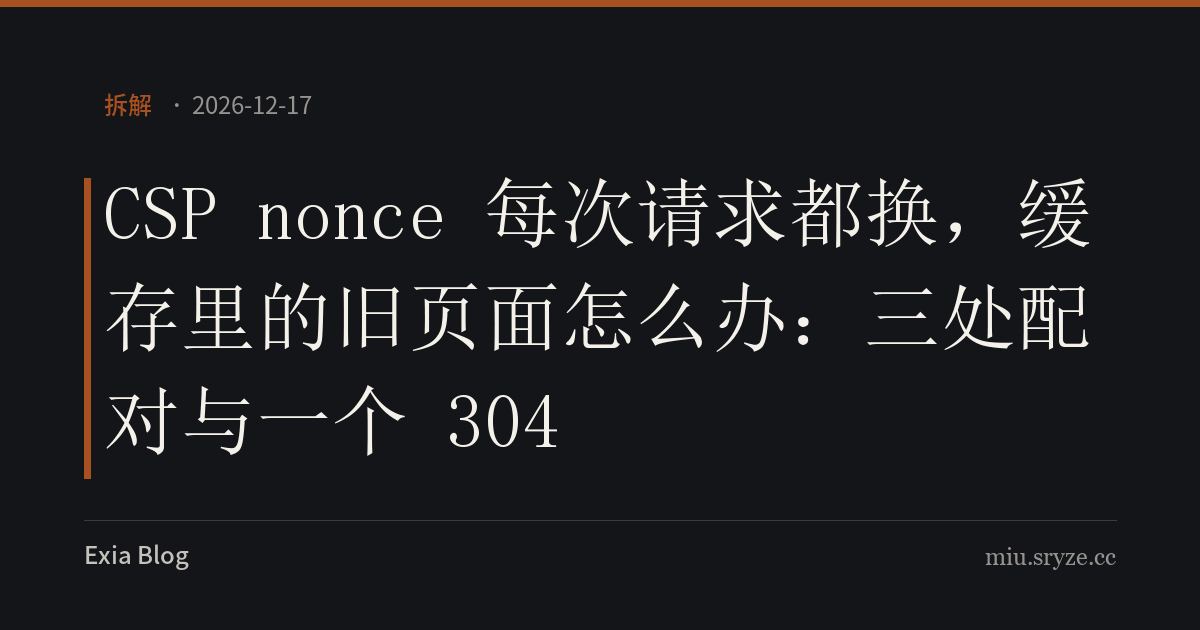 拆解 · 2026-12-17
CSP nonce 每次请求都换，缓
存里的旧页面怎么办：三处配
对与一个 304
Exia Blog
miu.sryze.cc